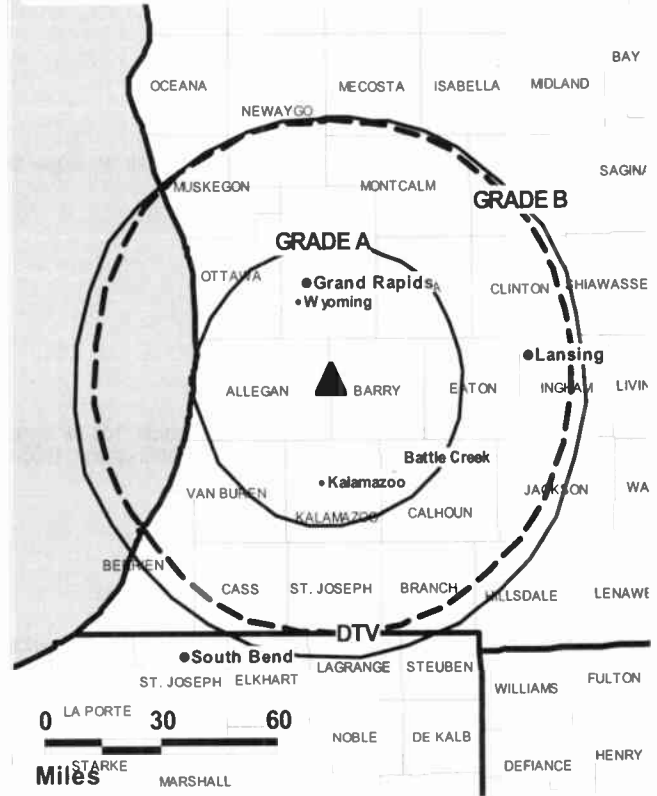 BAY
OCEANA MECOSTA ISABELLA MIDLAND
NEWAYGO
SAGINA
MUSKEGON MONTCALM
GRADE B
GRADE A
OTTAWA
Grand Rapids
CLINTON SHIAWASSE
Wyoming
Lansing
ALLEGAN BARRY EATON INGHAM LIVIN
Battle Creek
Kalamazoo
VAN BUREN JACKSON WA
KALAMAZOO CALHOUN
BERRIEN
CASS ST. JOSEPH BRANCH HILLSDALE LENAWE
DTV
South Bend
LAGRANGE STEUBEN
ST. JOSEPH ELKHART
WILLIAMS FULTON
LA PORTE
0 30 60
NOBLE DE KALB
Miles
STARKE
DEFIANCE HENRY
MARSHALL